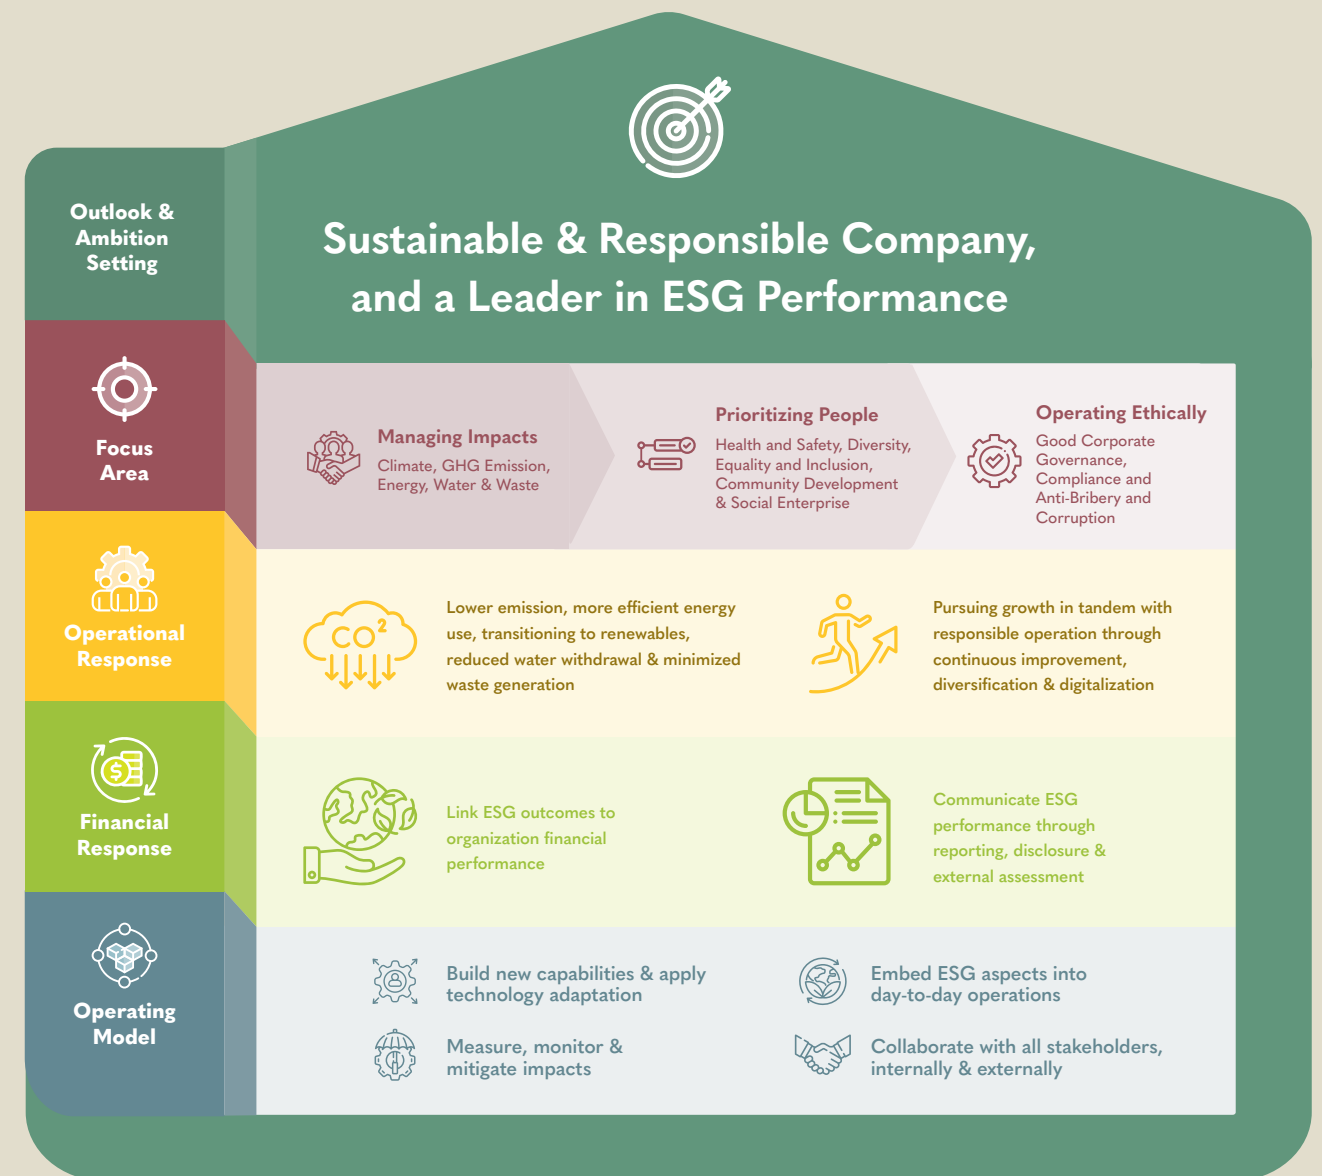 Outlook &
Ambition
Setting
Sustainable & Responsible Company,
and a Leader in ESG Performance
Focus
Area
Managing Impacts
Climate, GHG Emission,
Energy, Water & Waste
Prioritizing People
Health and Safety, Diversity,
Equality and Inclusion,
Community Development
& Social Enterprise
Operating Ethically
Good Corporate
Governance,
Compliance and
Anti-Bribery and
Corruption
Operational
Response
CO²
Lower emission, more efficient energy
use, transitioning to renewables,
reduced water withdrawal & minimized
waste generation
Pursuing growth in tandem with
responsible operation through
continuous improvement,
diversification & digitalization
$
Financial
Response
Link ESG outcomes to
organization financial
performance
Communicate ESG
performance through
reporting, disclosure &
external assessment
Operating
Model
Build new capabilities & apply
technology adaptation
Embed ESG aspects into
day-to-day operations
Measure, monitor &
mitigate impacts
Collaborate with all stakeholders,
internally & externally